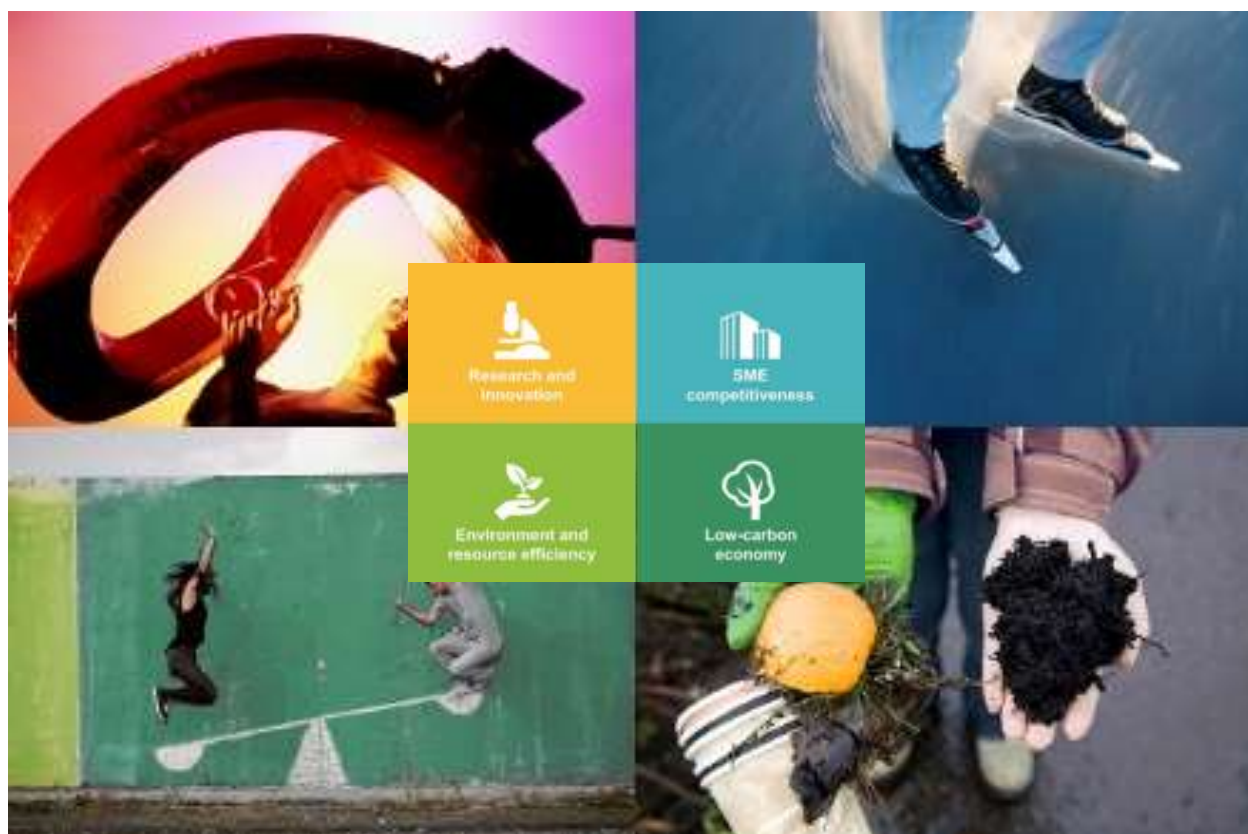 Research and
innovation
SME
competitiveness
Environment and
resource efficiency
Low-carbon
economy